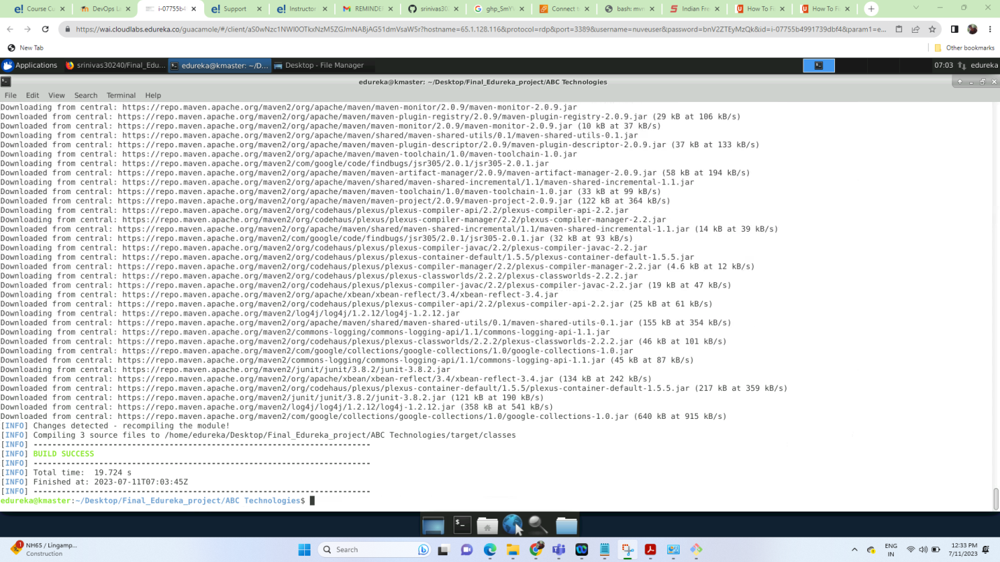 Course Co
DevOps L
i-07755b4
Support
Instructor
REMINDE
srinivas30
ghp_SmY
Connect t
bash: mvn
Indian Fre
How To Fi
How To Fi
https://wai.cloudlabs.edureka.co/guacamole/#/client/
New Tab
Other bookmarks
Applications
srinivas30240/Final_Edu...
edureka@kmaster: ~/D...
Desktop - File Manager
07:03
edureka
edureka@kmaster: ~/Desktop/Final_Edureka_project/ABC Technologies
File Edit View Search Terminal Help
Downloading from central: https://repo.maven.apache.org/maven2/org/apache/maven/maven-monitor/2.0.9/maven-monitor-2.0.9.jar
Downloaded from central: https://repo.maven.apache.org/maven2/org/apache/maven/maven-plugin-registry/2.0.9/maven-plugin-registry-2.0.9.jar (29 kB at 106 kB/s)
Downloaded from central: https://repo.maven.apache.org/maven2/org/apache/maven/maven-monitor/2.0.9/maven-monitor-2.0.9.jar (10 kB at 37 kB/s)
Downloading from central: https://repo.maven.apache.org/maven2/org/apache/maven/shared/maven-shared-utils/0.1/maven-shared-utils-0.1.jar
Downloaded from central: https://repo.maven.apache.org/maven2/org/apache/maven/maven-plugin-descriptor/2.0.9/maven-plugin-descriptor-2.0.9.jar (37 kB at 133 kB/s)
Downloading from central: https://repo.maven.apache.org/maven2/org/apache/maven/maven-toolchain/1.0/maven-toolchain-1.0.jar
Downloading from central: https://repo.maven.apache.org/maven2/com/google/code/findbugs/jsr305/2.0.1/jsr305-2.0.1.jar
Downloaded from central: https://repo.maven.apache.org/maven2/org/apache/maven/maven-artifact-manager/2.0.9/maven-artifact-manager-2.0.9.jar (58 kB at 194 kB/s)
Downloading from central: https://repo.maven.apache.org/maven2/org/apache/maven/shared/maven-shared-incremental/1.1/maven-shared-incremental-1.1.jar
Downloaded from central: https://repo.maven.apache.org/maven2/org/apache/maven/maven-toolchain/1.0/maven-toolchain-1.0.jar (33 kB at 99 kB/s)
Downloaded from central: https://repo.maven.apache.org/maven2/org/apache/maven/maven-project/2.0.9/maven-project-2.0.9.jar (122 kB at 364 kB/s)
Downloading from central: https://repo.maven.apache.org/maven2/org/codehaus/plexus/plexus-compiler-api/2.2/plexus-compiler-api-2.2.jar
Downloading from central: https://repo.maven.apache.org/maven2/org/codehaus/plexus/plexus-compiler-manager/2.2/plexus-compiler-manager-2.2.jar
Downloaded from central: https://repo.maven.apache.org/maven2/org/apache/maven/shared/maven-shared-incremental/1.1/maven-shared-incremental-1.1.jar (14 kB at 39 kB/s)
Downloaded from central: https://repo.maven.apache.org/maven2/com/google/code/findbugs/jsr305/2.0.1/jsr305-2.0.1.jar (32 kB at 93 kB/s)
Downloading from central: https://repo.maven.apache.org/maven2/org/codehaus/plexus/plexus-compiler-javac/2.2/plexus-compiler-javac-2.2.jar
Downloading from central: https://repo.maven.apache.org/maven2/org/codehaus/plexus/plexus-container-default/1.5.5/plexus-container-default-1.5.5.jar
Downloaded from central: https://repo.maven.apache.org/maven2/org/codehaus/plexus/plexus-compiler-manager/2.2/plexus-compiler-manager-2.2.jar (4.6 kB at 12 kB/s)
Downloading from central: https://repo.maven.apache.org/maven2/org/codehaus/plexus/plexus-classworlds/2.2.2/plexus-classworlds-2.2.2.jar
Downloaded from central: https://repo.maven.apache.org/maven2/org/codehaus/plexus/plexus-compiler-javac/2.2/plexus-compiler-javac-2.2.jar (19 kB at 47 kB/s)
Downloading from central: https://repo.maven.apache.org/maven2/org/apache/xbean/xbean-reflect/3.4/xbean-reflect-3.4.jar
Downloaded from central: https://repo.maven.apache.org/maven2/org/codehaus/plexus/plexus-compiler-api/2.2/plexus-compiler-api-2.2.jar (25 kB at 61 kB/s)
Downloading from central: https://repo.maven.apache.org/maven2/log4j/log4j/1.2.12/log4j-1.2.12.jar
Downloaded from central: https://repo.maven.apache.org/maven2/org/apache/maven/shared/maven-shared-utils/0.1/maven-shared-utils-0.1.jar (155 kB at 354 kB/s)
Downloading from central: https://repo.maven.apache.org/maven2/commons-logging/commons-logging-api/1.1/commons-logging-api-1.1.jar
Downloaded from central: https://repo.maven.apache.org/maven2/org/codehaus/plexus/plexus-classworlds/2.2.2/plexus-classworlds-2.2.2.jar (46 kB at 101 kB/s)
Downloading from central: https://repo.maven.apache.org/maven2/com/google/collections/google-collections/1.0/google-collections-1.0.jar
Downloaded from central: https://repo.maven.apache.org/maven2/commons-logging/commons-logging-api/1.1/commons-logging-api-1.1.jar (45 kB at 87 kB/s)
Downloading from central: https://repo.maven.apache.org/maven2/junit/junit/3.8.2/junit-3.8.2.jar
Downloaded from central: https://repo.maven.apache.org/maven2/org/apache/xbean/xbean-reflect/3.4/xbean-reflect-3.4.jar (134 kB at 242 kB/s)
Downloaded from central: https://repo.maven.apache.org/maven2/org/codehaus/plexus/plexus-container-default/1.5.5/plexus-container-default-1.5.5.jar (217 kB at 359 kB/s)
Downloaded from central: https://repo.maven.apache.org/maven2/junit/junit/3.8.2/junit-3.8.2.jar (121 kB at 190 kB/s)
Downloaded from central: https://repo.maven.apache.org/maven2/log4j/log4j/1.2.12/log4j-1.2.12.jar (358 kB at 541 kB/s)
Downloaded from central: https://repo.maven.apache.org/maven2/com/google/collections/google-collections/1.0/google-collections-1.0.jar (640 kB at 915 kB/s)
[INFO] Changes detected - recompiling the module!
[INFO] Compiling 3 source files to /home/edureka/Desktop/Final_Edureka_project/ABC Technologies/target/classes
[INFO] ------------------------------------------------------------------------
[INFO] BUILD SUCCESS
[INFO] ------------------------------------------------------------------------
[INFO] Total time:  19.724 s
[INFO] Finished at: 2023-07-11T07:03:45Z
[INFO] ------------------------------------------------------------------------
edureka@kmaster:~/Desktop/Final_Edureka_project/ABC Technologies$
NH65 / Lingamp...
Construction
Search
ENG
IN
12:33 PM
7/11/2023